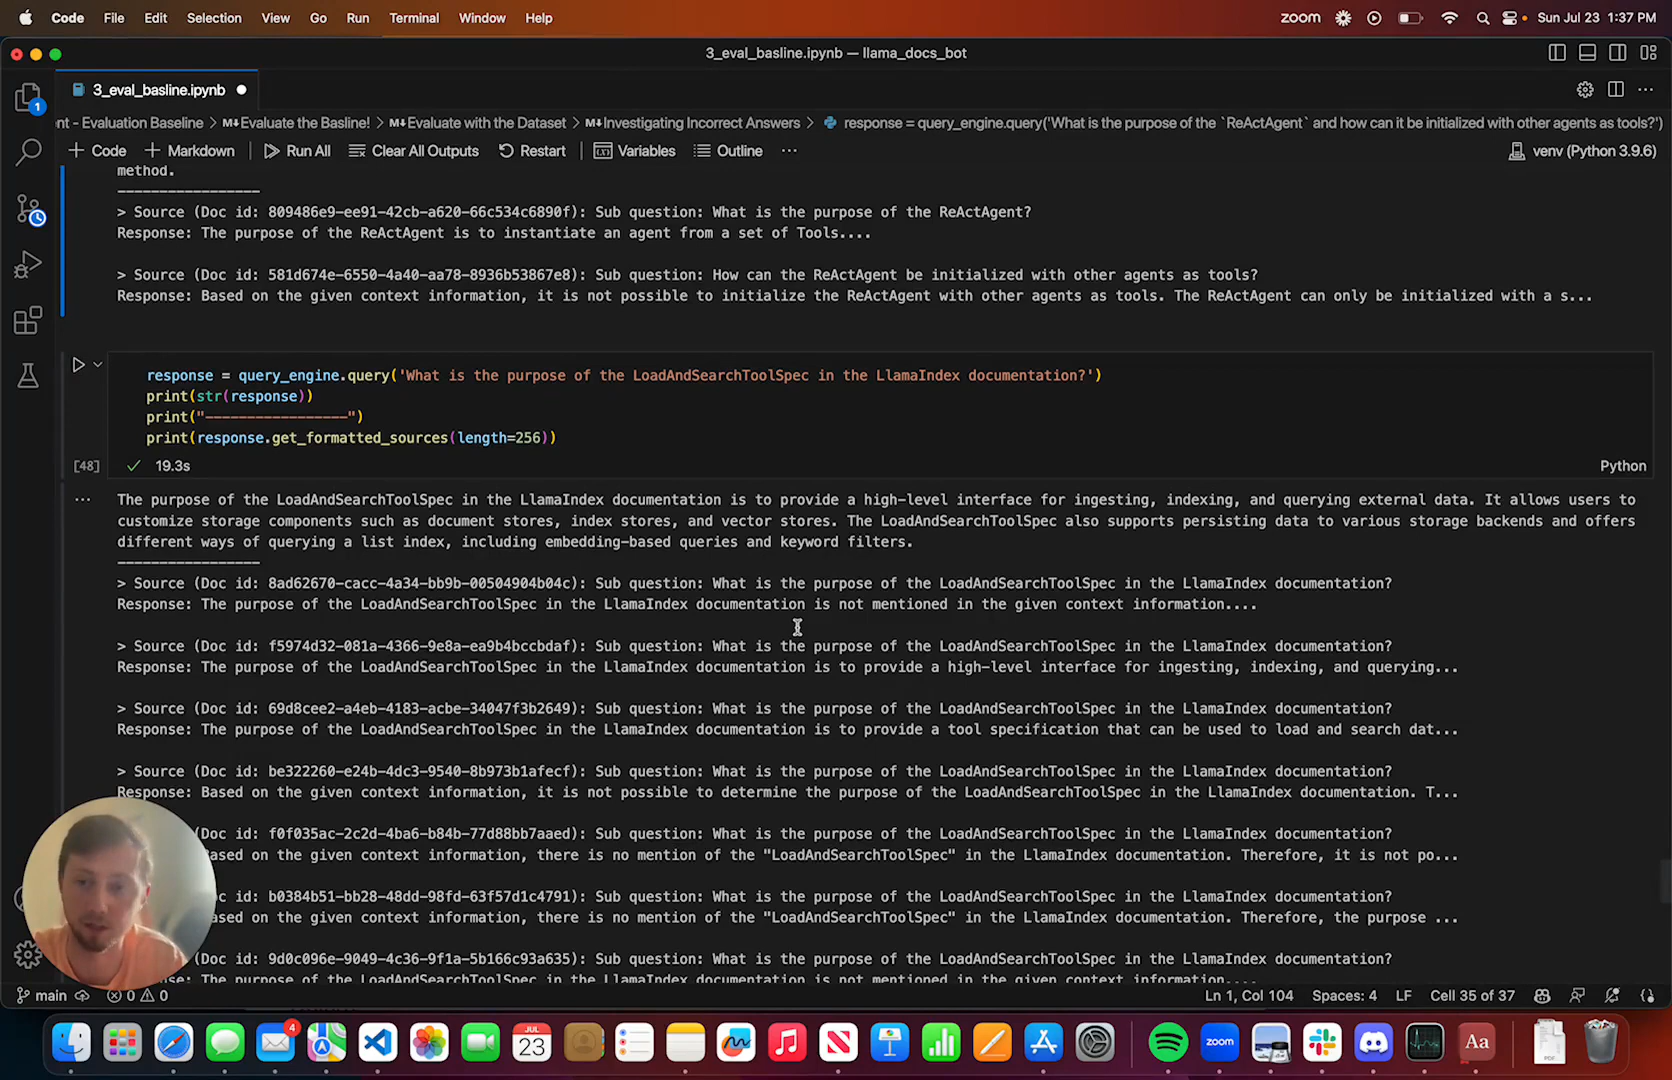 Code File Edit Selection View Go Run Terminal Window Help zoom Sun Jul 23 1:37 PM
3_eval_basline.ipynb — llama_docs_bot
1 3_eval_basline.ipynb
nt - Evaluation Baseline > M↓Evaluate the Basline! > M↓Evaluate with the Dataset > M↓Investigating Incorrect Answers > response = query_engine.query('What is the purpose of the `ReActAgent` and how can it be initialized with other agents as tools?')
+ Code + Markdown Run All Clear All Outputs Restart Variables Outline ··· venv (Python 3.9.6)
method.
-----------------
> Source (Doc id: 809486e9-ee91-42cb-a620-66c534c6890f): Sub question: What is the purpose of the ReActAgent?
Response: The purpose of the ReActAgent is to instantiate an agent from a set of Tools....
> Source (Doc id: 581d674e-6550-4a40-aa78-8936b53867e8): Sub question: How can the ReActAgent be initialized with other agents as tools?
Response: Based on the given context information, it is not possible to initialize the ReActAgent with other agents as tools. The ReActAgent can only be initialized with a s...
response = query_engine.query('What is the purpose of the LoadAndSearchToolSpec in the LlamaIndex documentation?')
print(str(response))
print("-----------------")
print(response.get_formatted_sources(length=256))
[48] ✓ 19.3s Python
··· The purpose of the LoadAndSearchToolSpec in the LlamaIndex documentation is to provide a high-level interface for ingesting, indexing, and querying external data. It allows users to
customize storage components such as document stores, index stores, and vector stores. The LoadAndSearchToolSpec also supports persisting data to various storage backends and offers
different ways of querying a list index, including embedding-based queries and keyword filters.
-----------------
> Source (Doc id: 8ad62670-cacc-4a34-bb9b-00504904b04c): Sub question: What is the purpose of the LoadAndSearchToolSpec in the LlamaIndex documentation?
Response: The purpose of the LoadAndSearchToolSpec in the LlamaIndex documentation is not mentioned in the given context information....
> Source (Doc id: f5974d32-081a-4366-9e8a-ea9b4bccbdaf): Sub question: What is the purpose of the LoadAndSearchToolSpec in the LlamaIndex documentation?
Response: The purpose of the LoadAndSearchToolSpec in the LlamaIndex documentation is to provide a high-level interface for ingesting, indexing, and querying...
> Source (Doc id: 69d8cee2-a4eb-4183-acbe-34047f3b2649): Sub question: What is the purpose of the LoadAndSearchToolSpec in the LlamaIndex documentation?
Response: The purpose of the LoadAndSearchToolSpec in the LlamaIndex documentation is to provide a tool specification that can be used to load and search dat...
> Source (Doc id: be322260-e24b-4dc3-9540-8b973b1afecf): Sub question: What is the purpose of the LoadAndSearchToolSpec in the LlamaIndex documentation?
Response: Based on the given context information, it is not possible to determine the purpose of the LoadAndSearchToolSpec in the LlamaIndex documentation. T...
Doc id: f0f035ac-2c2d-4ba6-b84b-77d88bb7aaed): Sub question: What is the purpose of the LoadAndSearchToolSpec in the LlamaIndex documentation?
ased on the given context information, there is no mention of the "LoadAndSearchToolSpec" in the LlamaIndex documentation. Therefore, it is not po...
oc id: b0384b51-bb28-48dd-98fd-63f57d1c4791): Sub question: What is the purpose of the LoadAndSearchToolSpec in the LlamaIndex documentation?
ased on the given context information, there is no mention of the "LoadAndSearchToolSpec" in the LlamaIndex documentation. Therefore, the purpose ...
(Doc id: 9d0c096e-9049-4c36-9f1a-5b166c93a635): Sub question: What is the purpose of the LoadAndSearchToolSpec in the LlamaIndex documentation?
The purpose of the LoadAndSearchToolSpec in the LlamaIndex documentation is not mentioned in the given context information....
main 0 0 Ln 1, Col 104 Spaces: 4 LF Cell 35 of 37
4 JUL 23 zoom Aa PDF